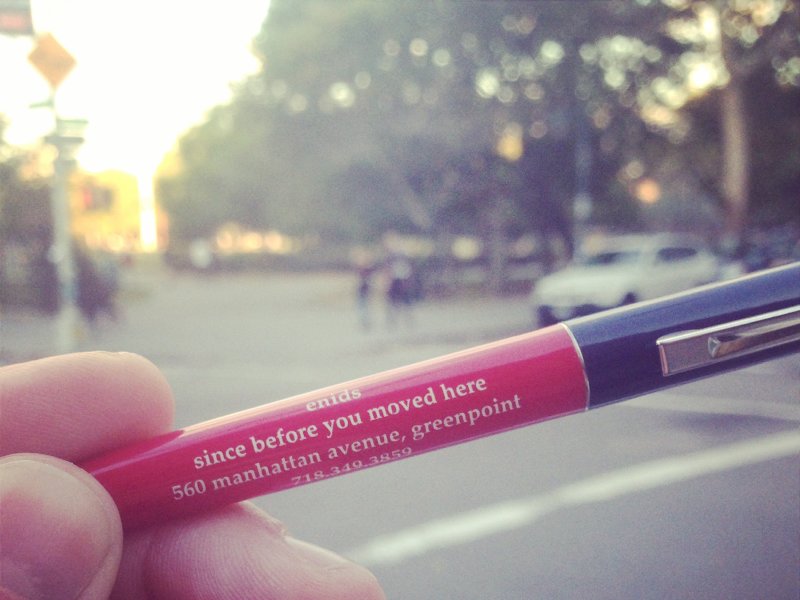 enids
since before you moved here
560 manhattan avenue, greenpoint
718.349.3859